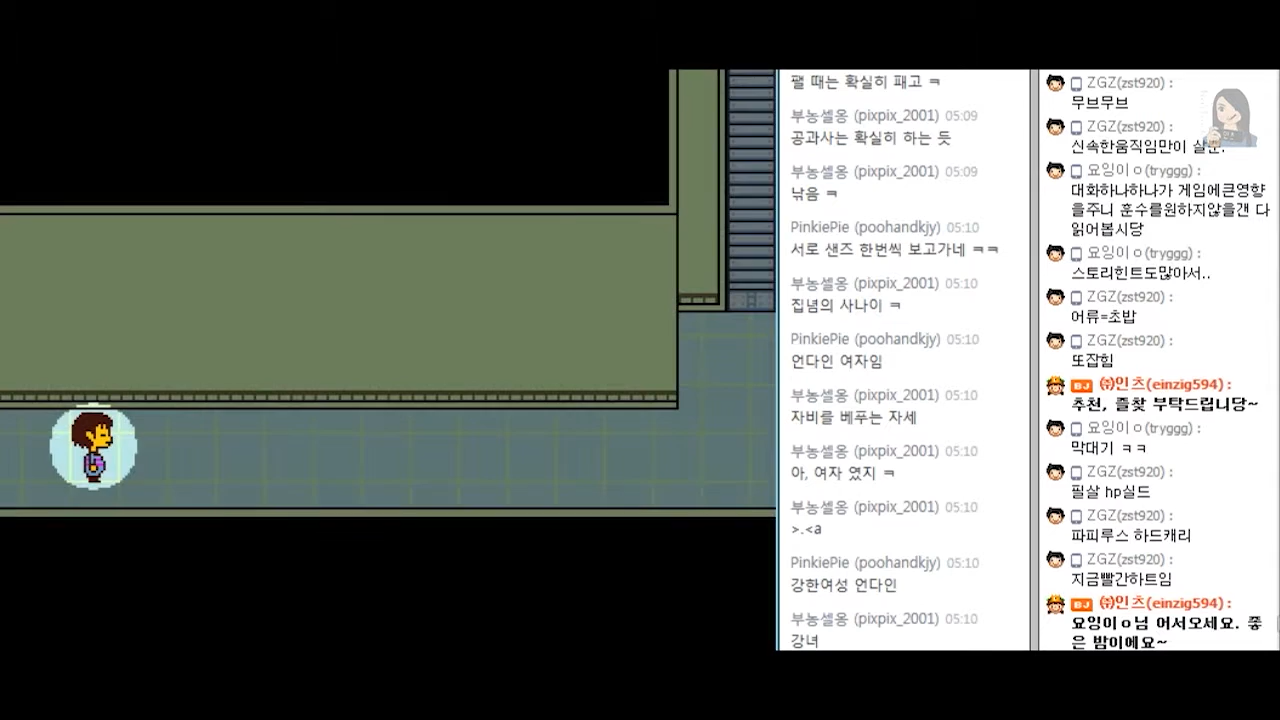 팰 때는 확실히 패고 ㅋ
부농셀옹 (pixpix_2001) 05:09
공과사는 확실히 하는 듯
부농셀옹 (pixpix_2001) 05:09
낚음 ㅋ
PinkiePie (poohandkjy) 05:10
서로 샌즈 한번씩 보고가네 ㅋㅋ
부농셀옹 (pixpix_2001) 05:10
집념의 사나이 ㅋ
PinkiePie (poohandkjy) 05:10
언다인 여자임
부농셀옹 (pixpix_2001) 05:10
자비를 베푸는 자세
부농셀옹 (pixpix_2001) 05:10
아, 여자 였지 ㅋ
부농셀옹 (pixpix_2001) 05:10
>.<a
PinkiePie (poohandkjy) 05:10
강한여성 언다인
부농셀옹 (pixpix_2001) 05:10
강녀
ZGZ(zst920) :
무브무브
ZGZ(zst920) :
신속한움직임만이
요잉이ㅇ(tryggg) :
대화하나하나가 게임에큰영향
을주니 훈수를원하지않을갠 다
읽어봅시당
요잉이ㅇ(tryggg) :
스토리힌트도많아서..
ZGZ(zst920) :
어류=초밥
ZGZ(zst920) :
또잡힘
BJ ㈜인츠(einzig594) :
추천, 즐찾 부탁드립니당~
요잉이ㅇ(tryggg) :
막대기 ㅋㅋ
ZGZ(zst920) :
필살 hp실드
ZGZ(zst920) :
파피루스 하드캐리
ZGZ(zst920) :
지금빨간하트임
BJ ㈜인츠(einzig594) :
요잉이ㅇ님 어서오세요. 좋
은 밤이에요~